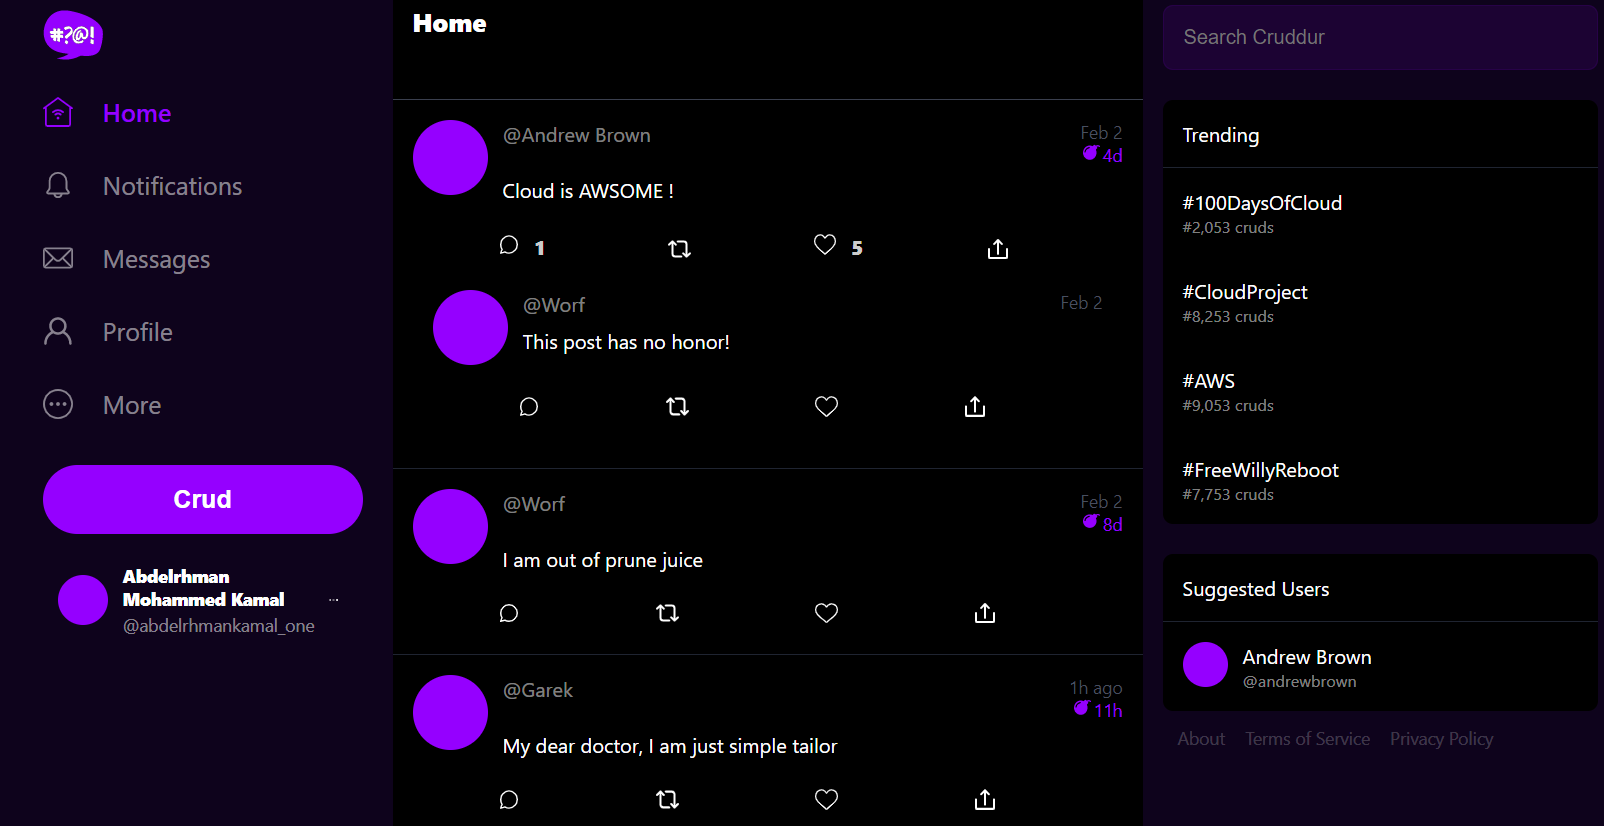 #?@!
Home
Notifications
Messages
Profile
More
Crud
Abdelrhman
Mohammed Kamal
@abdelrhmankamal_one
Home
@Andrew Brown
Feb 2
4d
Cloud is AWSOME !
1
5
@Worf
Feb 2
This post has no honor!
@Worf
Feb 2
8d
I am out of prune juice
@Garek
1h ago
11h
My dear doctor, I am just simple tailor
Search Cruddur
Trending
#100DaysOfCloud
#2,053 cruds
#CloudProject
#8,253 cruds
#AWS
#9,053 cruds
#FreeWillyReboot
#7,753 cruds
Suggested Users
Andrew Brown
@andrewbrown
About Terms of Service Privacy Policy